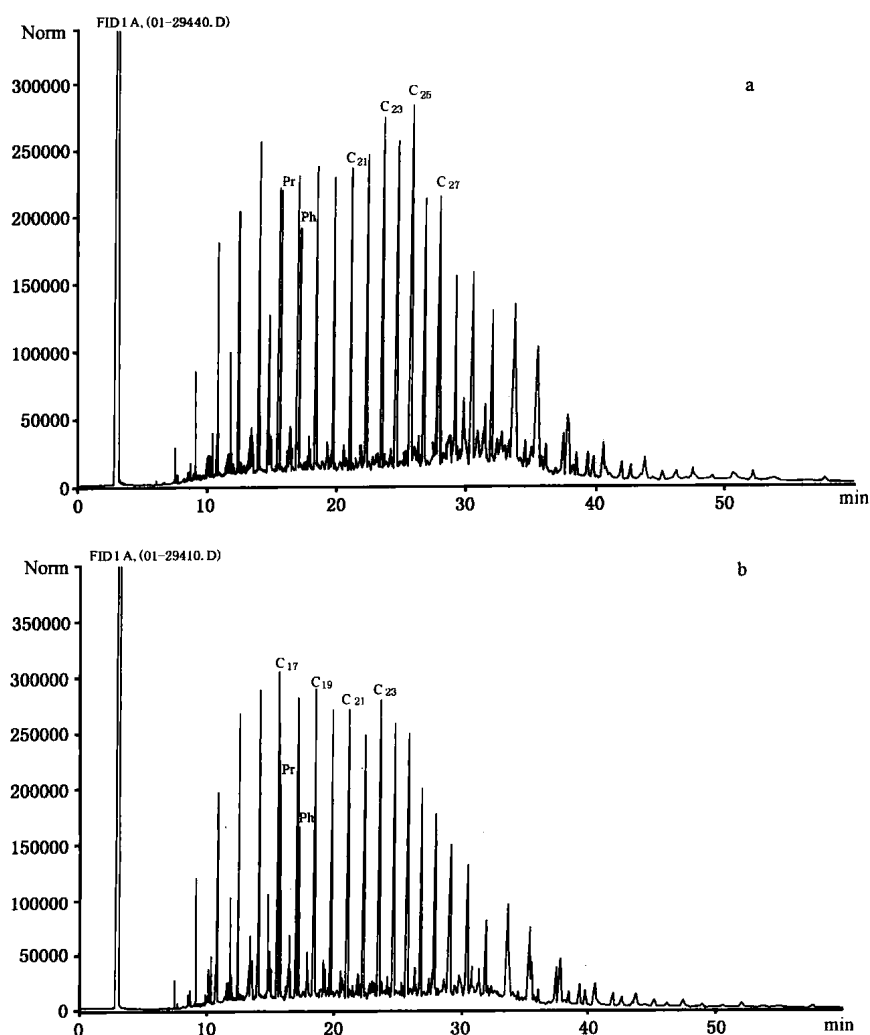 FID1 A, (01-29440. D)
Norm
a
300000
250000
200000
150000
100000
50000
0
C25
C23
C21
Pr
C27
Ph
0 10 20 30 40 50 min
FID1 A, (01-29410. D)
Norm
b
350000
300000
250000
200000
150000
100000
50000
0
C17
C19
C21
C23
Pr
Ph
0 10 20 30 40 50 min